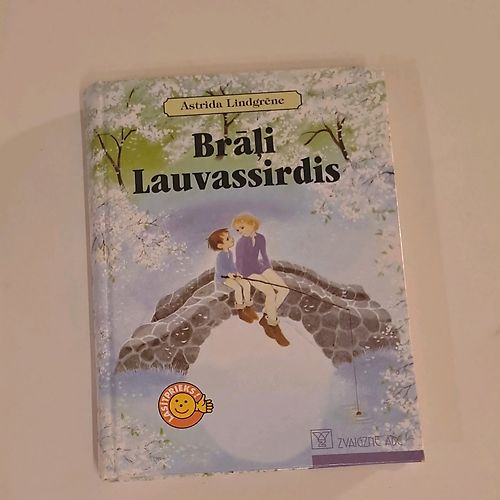 Astrida Lindgrēne
Brāļi
Lauvassirdis
LASĪTPRIEKS!
ZVAIGZNE ABC